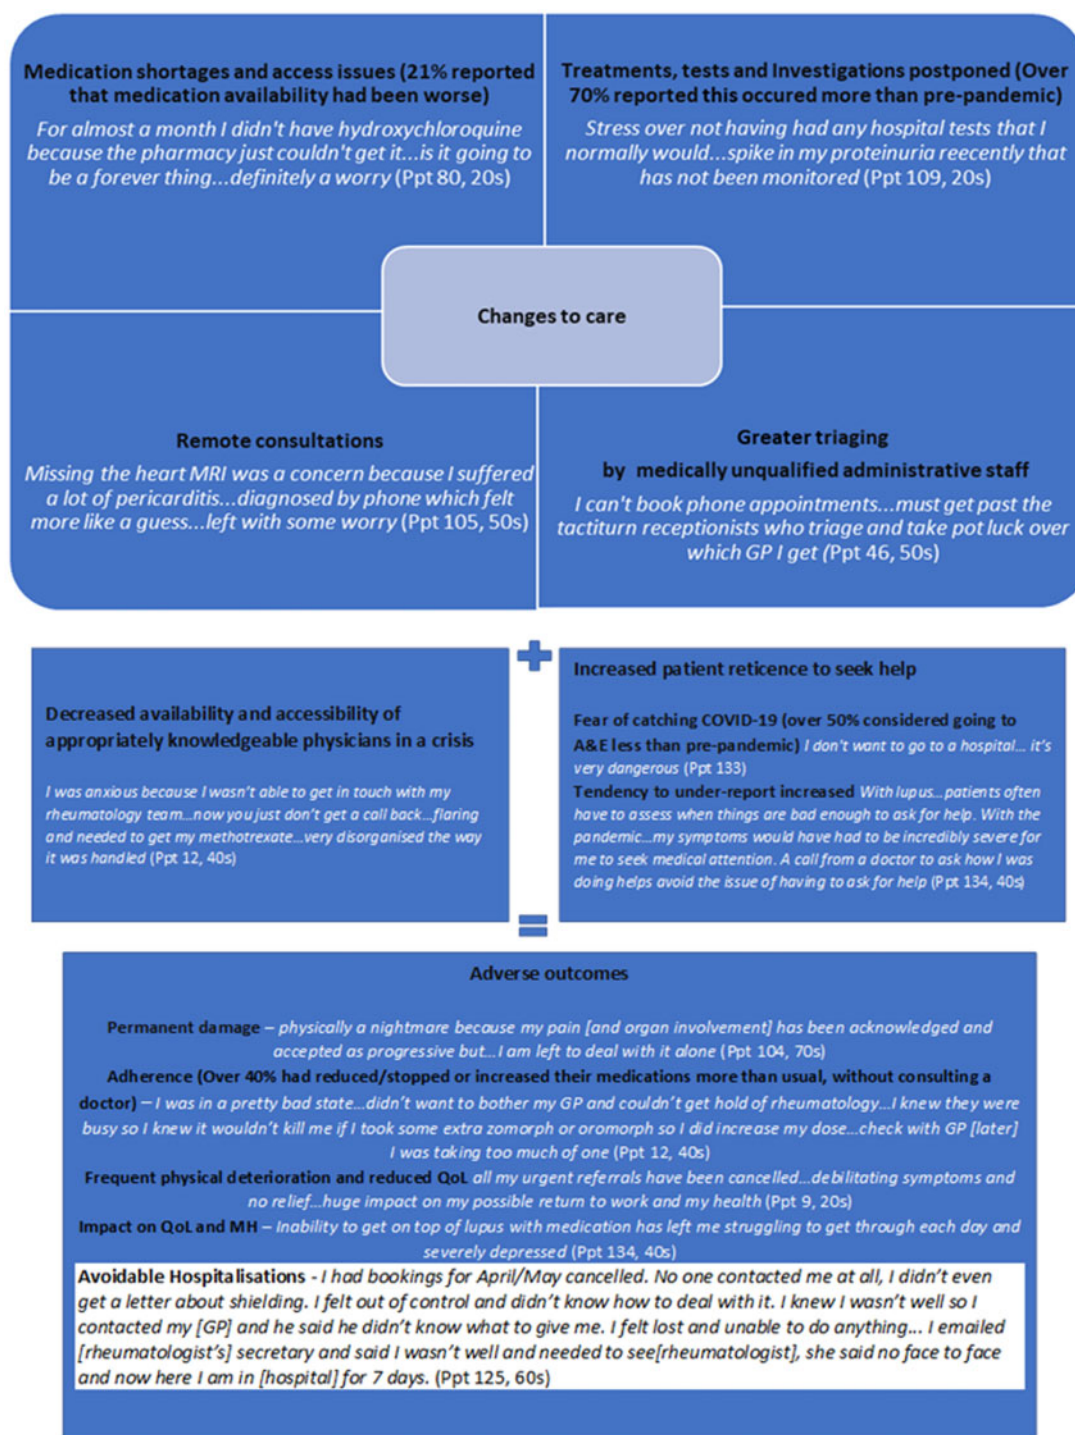 Medication shortages and access issues (21% reported
that medication availability had been worse)
For almost a month I didn't have hydroxychloroquine
because the pharmacy just couldn't get it...is it going to
be a forever thing...definitely a worry (Ppt 80, 20s)
Treatments, tests and Investigations postponed (Over
70% reported this occured more than pre-pandemic)
Stress over not having had any hospital tests that I
normally would...spike in my proteinuria reecently that
has not been monitored (Ppt 109, 20s)
Changes to care
Remote consultations
Missing the heart MRI was a concern because I suffered
a lot of pericarditis...diagnosed by phone which felt
more like a guess...left with some worry (Ppt 105, 50s)
Greater triaging
by medically unqualified administrative staff
I can't book phone appointments...must get past the
tactiturn receptionists who triage and take pot luck over
which GP I get (Ppt 46, 50s)
Decreased availability and accessibility of
appropriately knowledgeable physicians in a crisis
I was anxious because I wasn't able to get in touch with my
rheumatology team...now you just don't get a call back...flaring
and needed to get my methotrexate...very disorganised the way
it was handled (Ppt 12, 40s)
+
Increased patient reticence to seek help
Fear of catching COVID-19 (over 50% considered going to
A&E less than pre-pandemic) I don't want to go to a hospital... it's
very dangerous (Ppt 133)
Tendency to under-report increased With lupus...patients often
have to assess when things are bad enough to ask for help. With the
pandemic...my symptoms would have had to be incredibly severe for
me to seek medical attention. A call from a doctor to ask how I was
doing helps avoid the issue of having to ask for help (Ppt 134, 40s)
=
Adverse outcomes
Permanent damage – physically a nightmare because my pain [and organ involvement] has been acknowledged and
accepted as progressive but...I am left to deal with it alone (Ppt 104, 70s)
Adherence (Over 40% had reduced/stopped or increased their medications more than usual, without consulting a
doctor) – I was in a pretty bad state...didn't want to bother my GP and couldn't get hold of rheumatology...I knew they were
busy so I knew it wouldn't kill me if I took some extra zomorph or oromorph so I did increase my dose...check with GP [later]
I was taking too much of one (Ppt 12, 40s)
Frequent physical deterioration and reduced QoL all my urgent referrals have been cancelled...debilitating symptoms and
no relief...huge impact on my possible return to work and my health (Ppt 9, 20s)
Impact on QoL and MH – Inability to get on top of lupus with medication has left me struggling to get through each day and
severely depressed (Ppt 134, 40s)
Avoidable Hospitalisations - I had bookings for April/May cancelled. No one contacted me at all, I didn't even
get a letter about shielding. I felt out of control and didn't know how to deal with it. I knew I wasn't well so I
contacted my [GP] and he said he didn't know what to give me. I felt lost and unable to do anything... I emailed
[rheumatologist's] secretary and said I wasn't well and needed to see[rheumatologist], she said no face to face
and now here I am in [hospital] for 7 days. (Ppt 125, 60s)